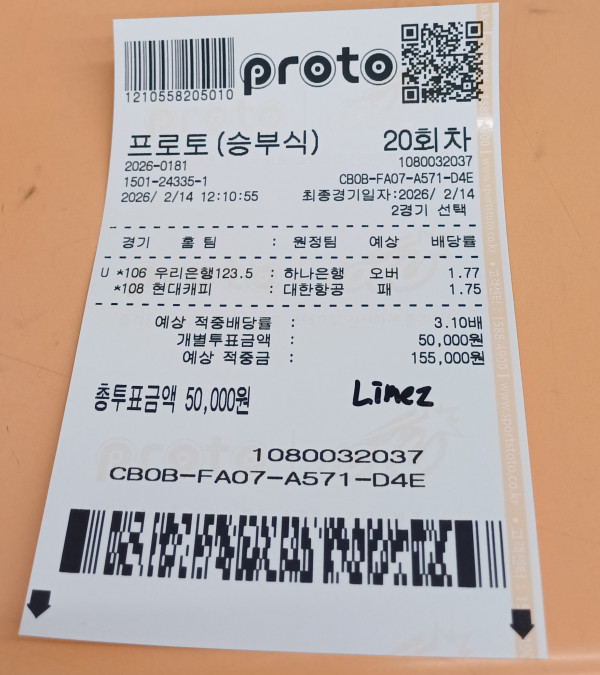 proto
1210558205010
프로토(승부식) 20회차
2026-0181 1080032037
1501-24335-1 CB0B-FA07-A571-D4E
2026/ 2/14 12:10:55 최종경기일자:2026/ 2/14
2경기 선택
경기 홈 팀 : 원정팀 예상 배당률
U *106 우리은행123.5 : 하나은행 오버 1.77
*108 현대캐피 : 대한항공 패 1.75
예상 적중배당률 : 3.10배
개별투표금액 : 50,000원
예상 적중금 : 155,000원
총투표금액 50,000원 Limez
1080032037
CB0B-FA07-A571-D4E